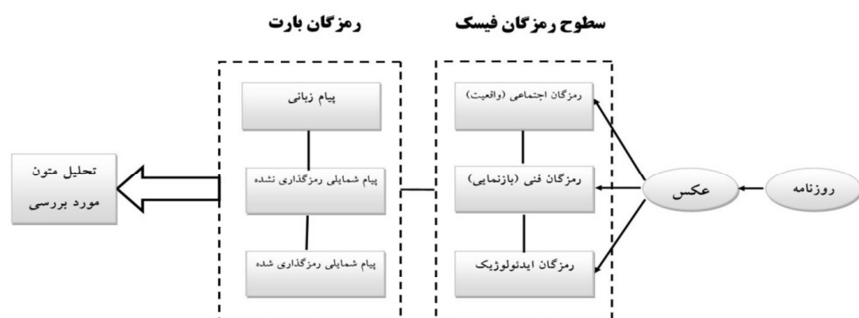 سطوح رمزگان فیسک
رمزگان بارت
روزنامه
عکس
رمزگان اجتماعی (واقعیت)
رمزگان فنی (بازنمایی)
رمزگان ایدئولوژیک
پیام زبانی
پیام شمایلی رمزگذاری نشده
پیام شمایلی رمزگذاری شده
تحلیل متون
مورد بررسی